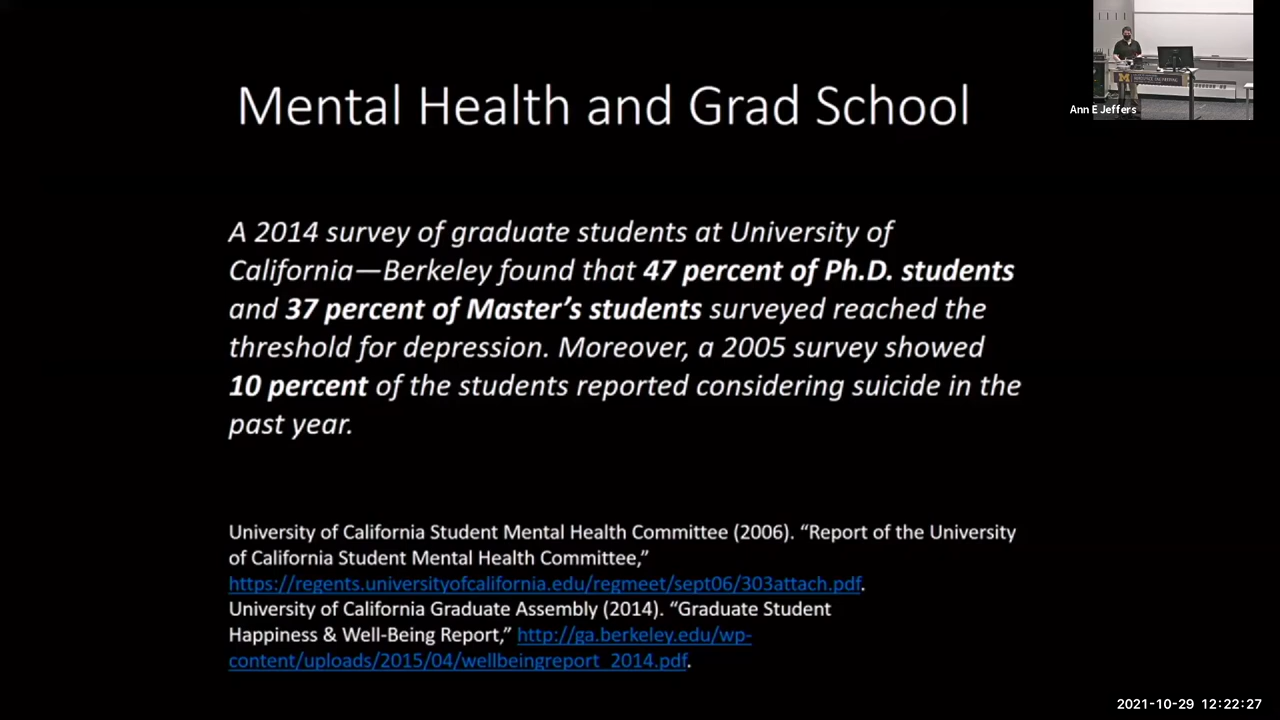 Mental Health and Grad School
Ann E Jeffers
M
A 2014 survey of graduate students at University of
California—Berkeley found that 47 percent of Ph.D. students
and 37 percent of Master’s students surveyed reached the
threshold for depression. Moreover, a 2005 survey showed
10 percent of the students reported considering suicide in the
past year.
University of California Student Mental Health Committee (2006). “Report of the University
of California Student Mental Health Committee,”
https://regents.universityofcalifornia.edu/regmeet/sept06/303attach.pdf.
University of California Graduate Assembly (2014). “Graduate Student
Happiness & Well-Being Report,” http://ga.berkeley.edu/wp-
content/uploads/2015/04/wellbeingreport_2014.pdf.
2021-10-29 12:22:27